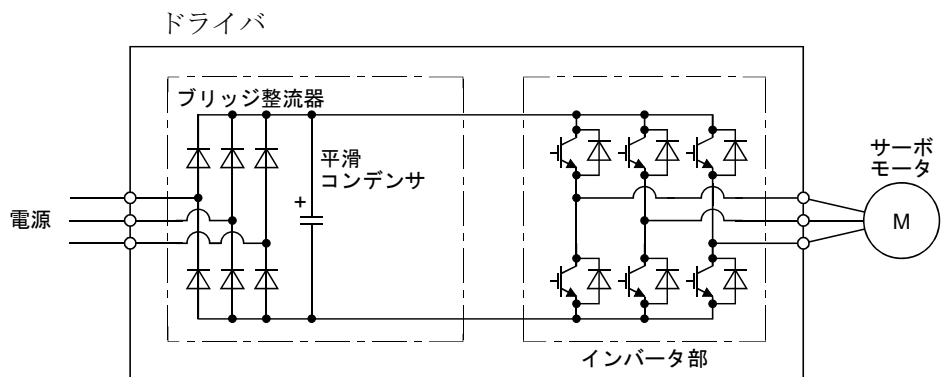 ドライバ
ブリッジ整流器
平滑
コンデンサ
+
サーボ
モータ
電源
M
インバータ部